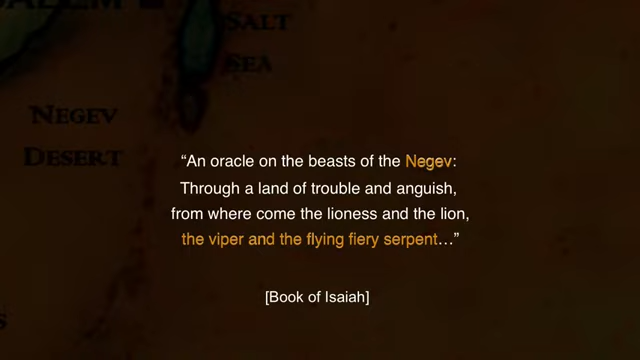 SALT
SEA
NEGEV
DESERT
“An oracle on the beasts of the Negev:
Through a land of trouble and anguish,
from where come the lioness and the lion,
the viper and the flying fiery serpent…”
[Book of Isaiah]